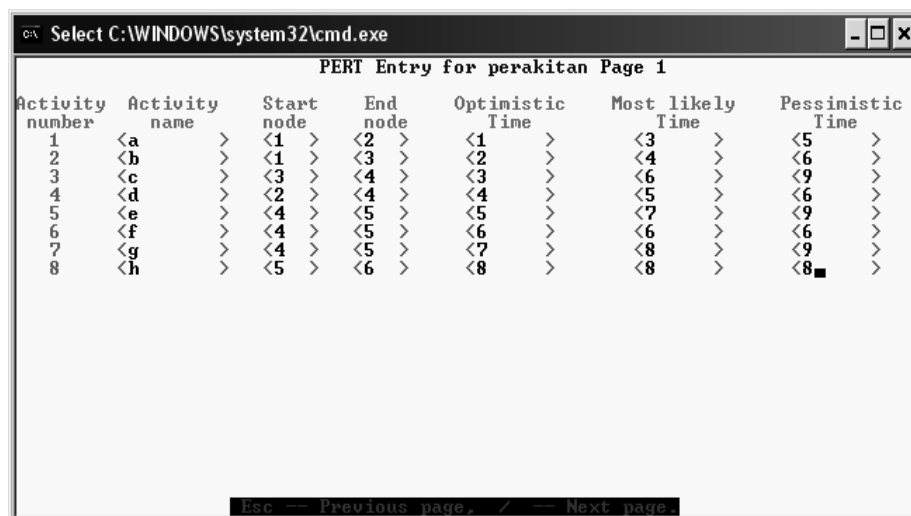 Select C:\WINDOWS\system32\cmd.exe
PERT Entry for perakitan Page 1
Activity Activity Start End Optimistic Most likely Pessimistic
number name node node Time Time Time
1 <a > <1 > <2 > <1 > <3 > <5 >
2 <b > <1 > <3 > <2 > <4 > <6 >
3 <c > <3 > <4 > <3 > <6 > <9 >
4 <d > <2 > <4 > <4 > <5 > <6 >
5 <e > <4 > <5 > <5 > <7 > <9 >
6 <f > <4 > <5 > <6 > <6 > <6 >
7 <g > <4 > <5 > <7 > <8 > <9 >
8 <h > <5 > <6 > <8 > <8 > <8 >
Esc -- Previous page, / -- Next page.